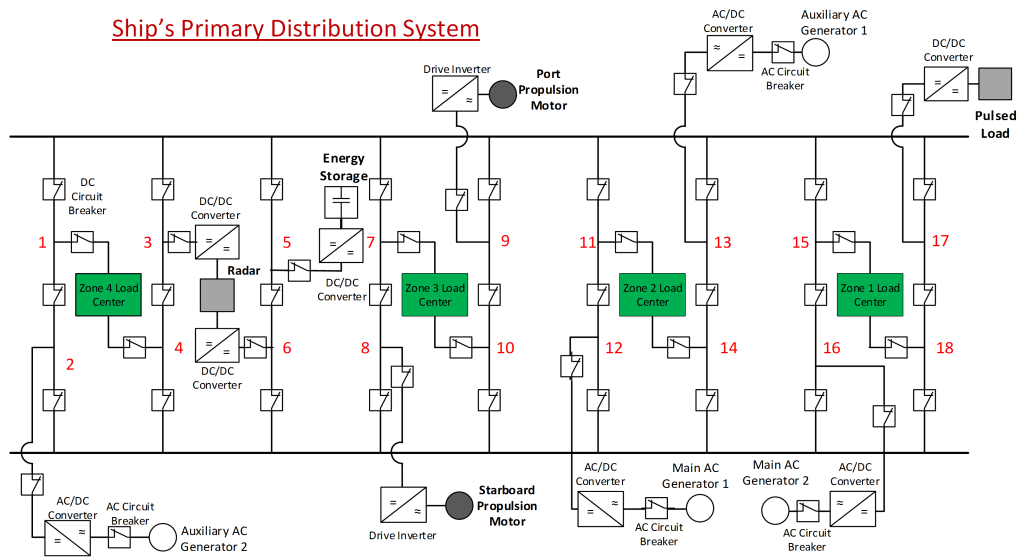 Ship's Primary Distribution System
AC/DC
Converter
Auxiliary AC
Generator 1
AC Circuit
Breaker
DC/DC
Converter
Pulsed
Load
Drive Inverter
Port
Propulsion
Motor
DC
Circuit
Breaker
DC/DC
Converter
Energy
Storage
1
3
5
7
9
11
13
15
17
Radar
DC/DC
Converter
Zone 4 Load
Center
Zone 3 Load
Center
Zone 2 Load
Center
Zone 1 Load
Center
2
4
6
8
10
12
14
16
18
DC/DC
Converter
AC/DC
Converter
AC Circuit
Breaker
Auxiliary AC
Generator 2
Drive Inverter
Starboard
Propulsion
Motor
AC/DC
Converter
Main AC
Generator 1
AC Circuit
Breaker
Main AC
Generator 2
AC/DC
Converter
AC Circuit
Breaker